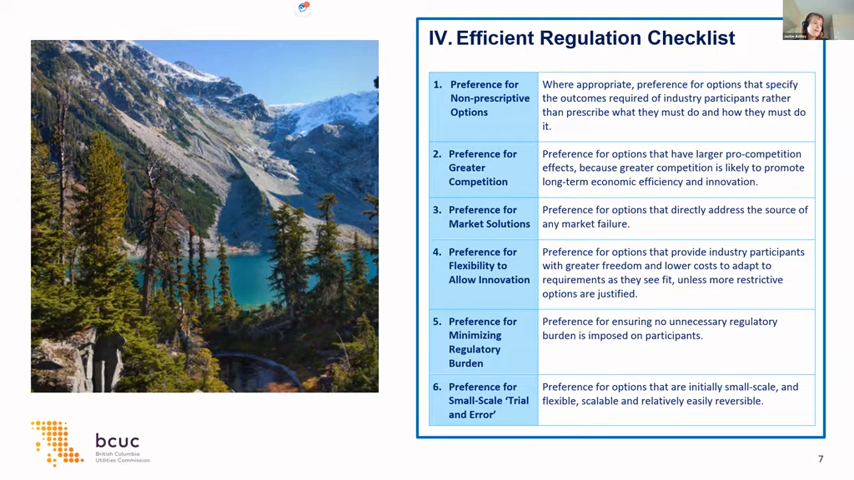 IV. Efficient Regulation Checklist
1. Preference for
Non-prescriptive
Options
Where appropriate, preference for options that specify
the outcomes required of industry participants rather
than prescribe what they must do and how they must do
it.
2. Preference for
Greater
Competition
Preference for options that have larger pro-competition
effects, because greater competition is likely to promote
long-term economic efficiency and innovation.
3. Preference for
Market Solutions
Preference for options that directly address the source of
any market failure.
4. Preference for
Flexibility to
Allow Innovation
Preference for options that provide industry participants
with greater freedom and lower costs to adapt to
requirements as they see fit, unless more restrictive
options are justified.
5. Preference for
Minimizing
Regulatory
Burden
Preference for ensuring no unnecessary regulatory
burden is imposed on participants.
6. Preference for
Small-Scale ‘Trial
and Error’
Preference for options that are initially small-scale, and
flexible, scalable and relatively easily reversible.
bcuc
British Columbia
Utilities Commission
7